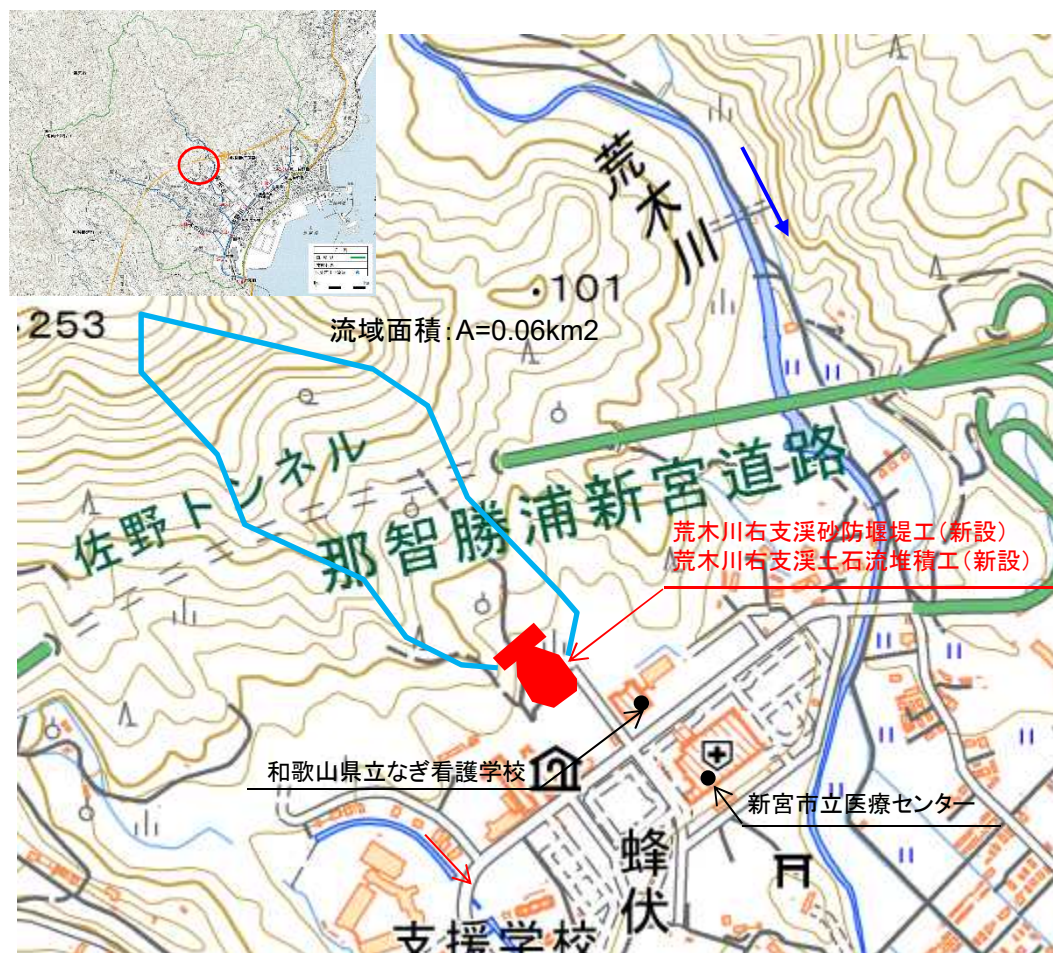 荒木川
・101
・253
流域面積:A=0.06km2
佐野トンネル
那智勝浦新宮道路
荒木川右支渓砂防堰堤工(新設)
荒木川右支渓土石流堆積工(新設)
和歌山県立なぎ看護学校
新宮市立医療センター
蜂伏
支援学校